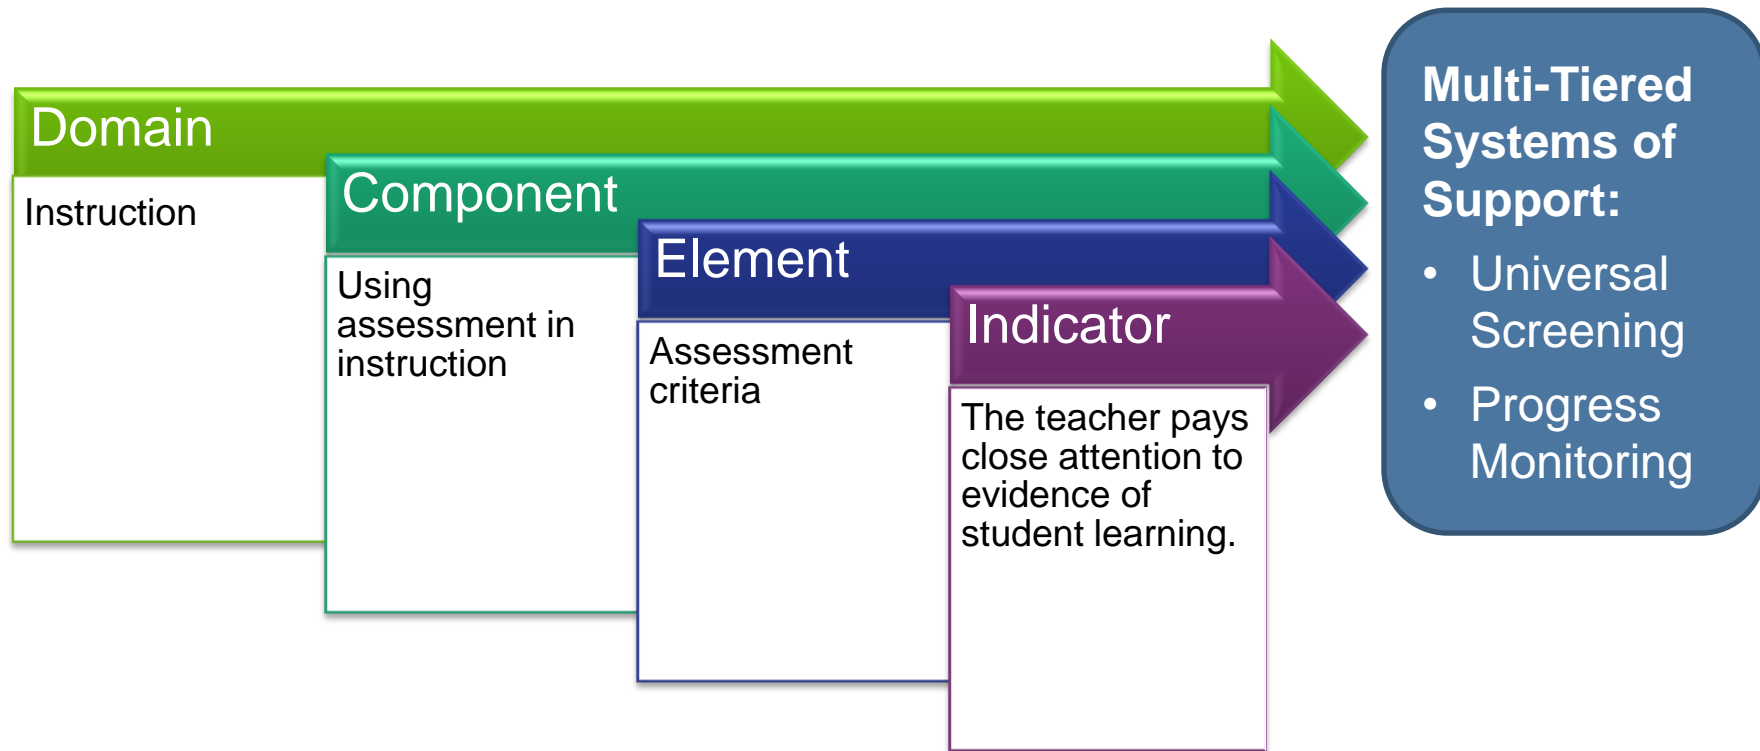 Domain
Instruction
Component
Using
assessment in
instruction
Element
Assessment
criteria
Indicator
The teacher pays
close attention to
evidence of
student learning.
Multi-Tiered
Systems of
Support:
• Universal
Screening
• Progress
Monitoring